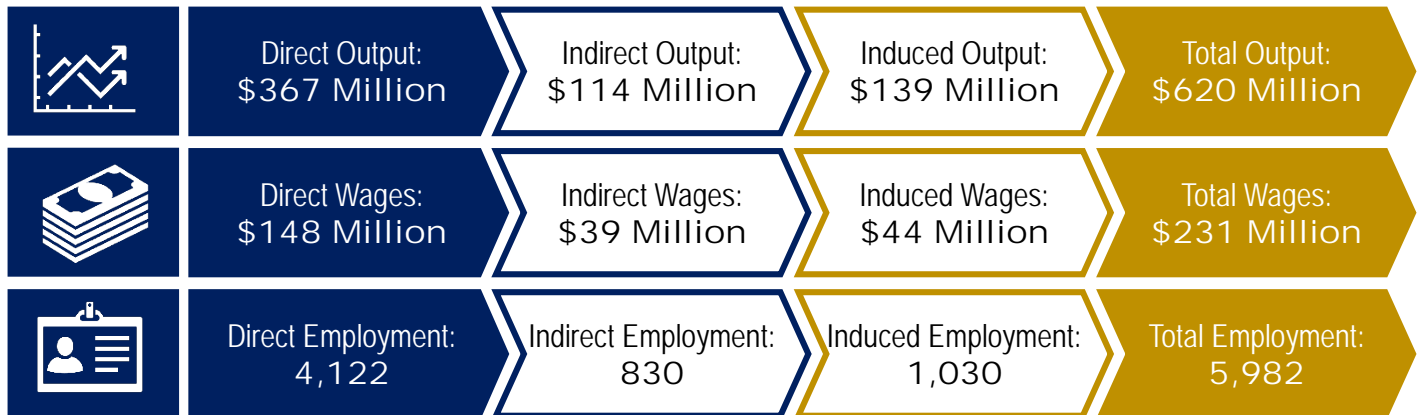 Direct Output:
$367 Million
Indirect Output:
$114 Million
Induced Output:
$139 Million
Total Output:
$620 Million
Direct Wages:
$148 Million
Indirect Wages:
$39 Million
Induced Wages:
$44 Million
Total Wages:
$231 Million
Direct Employment:
4,122
Indirect Employment:
830
Induced Employment:
1,030
Total Employment:
5,982